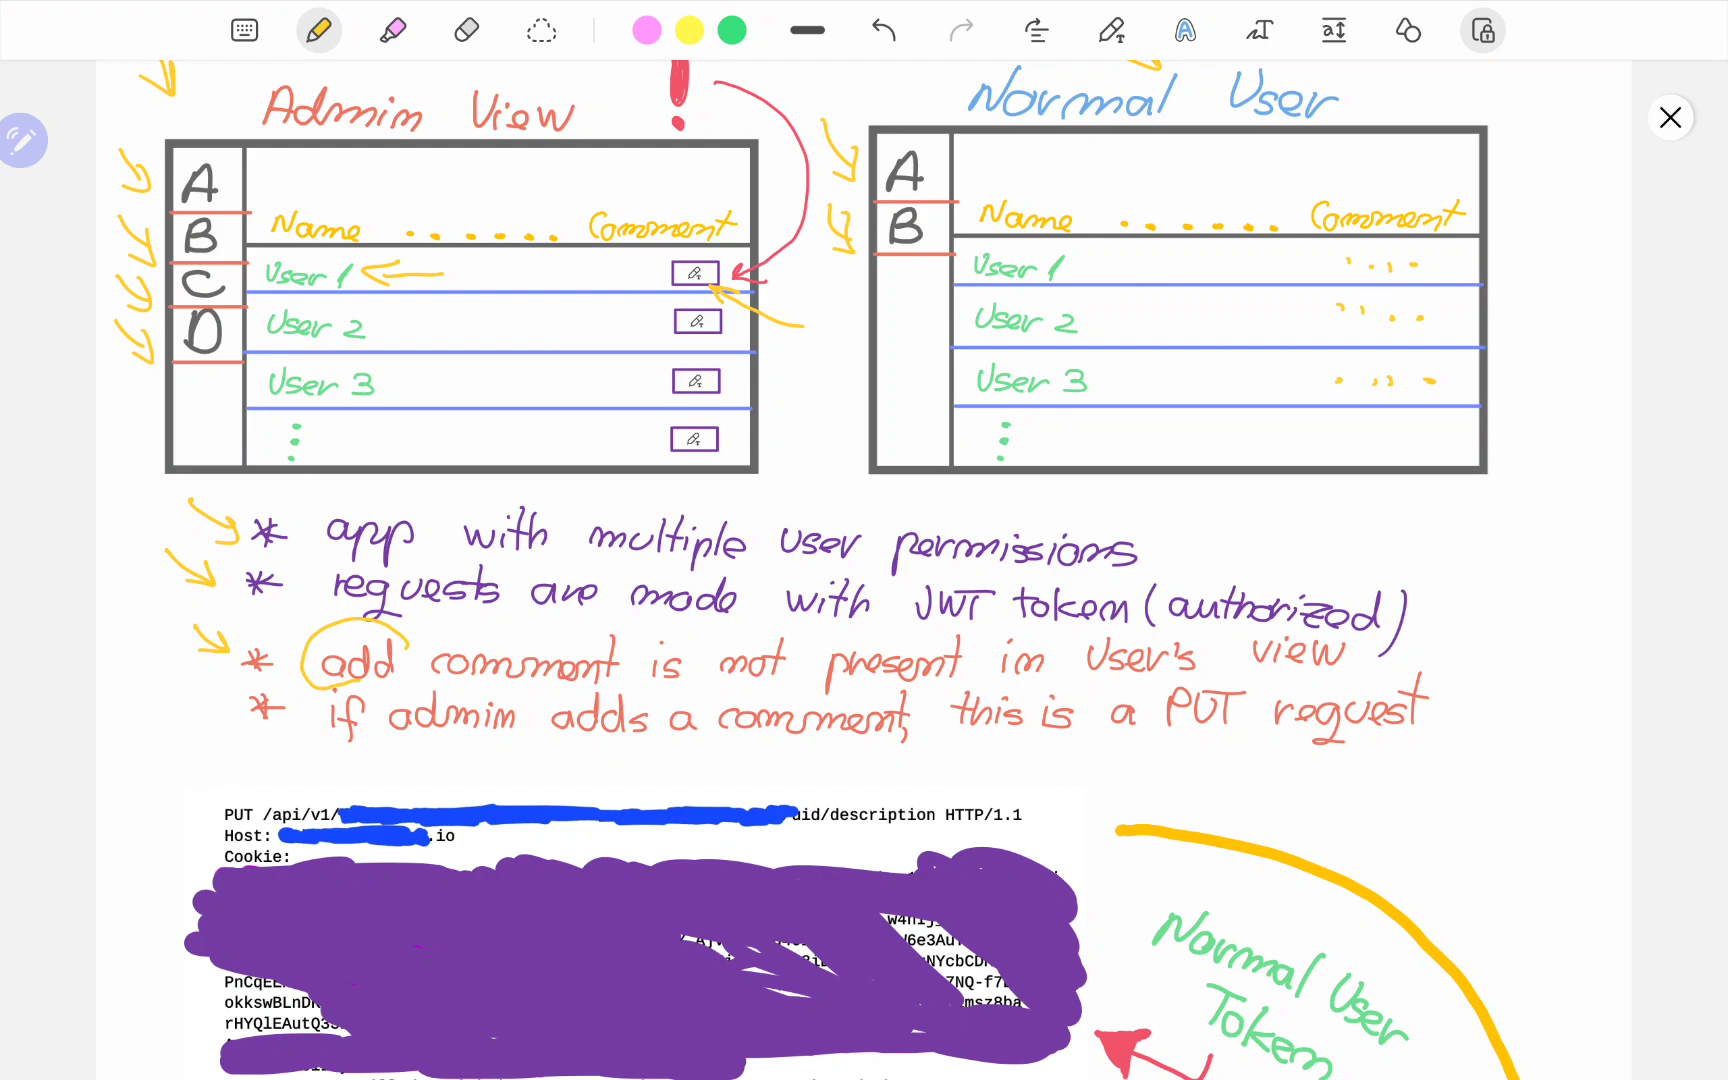 Admin View !
Normal User
A
B
C
D
Name ...... Comment
User 1
User 2
User 3
A
B
Name ...... Comment
User 1
User 2
User 3
* app with multiple user permissions
* requests are made with JWT token (authorized)
* add comment is not present in User's view
* if admin adds a comment, this is a PUT request
PUT /api/v1/ uid/description HTTP/1.1
Host: .io
Cookie:
Normal User
Token